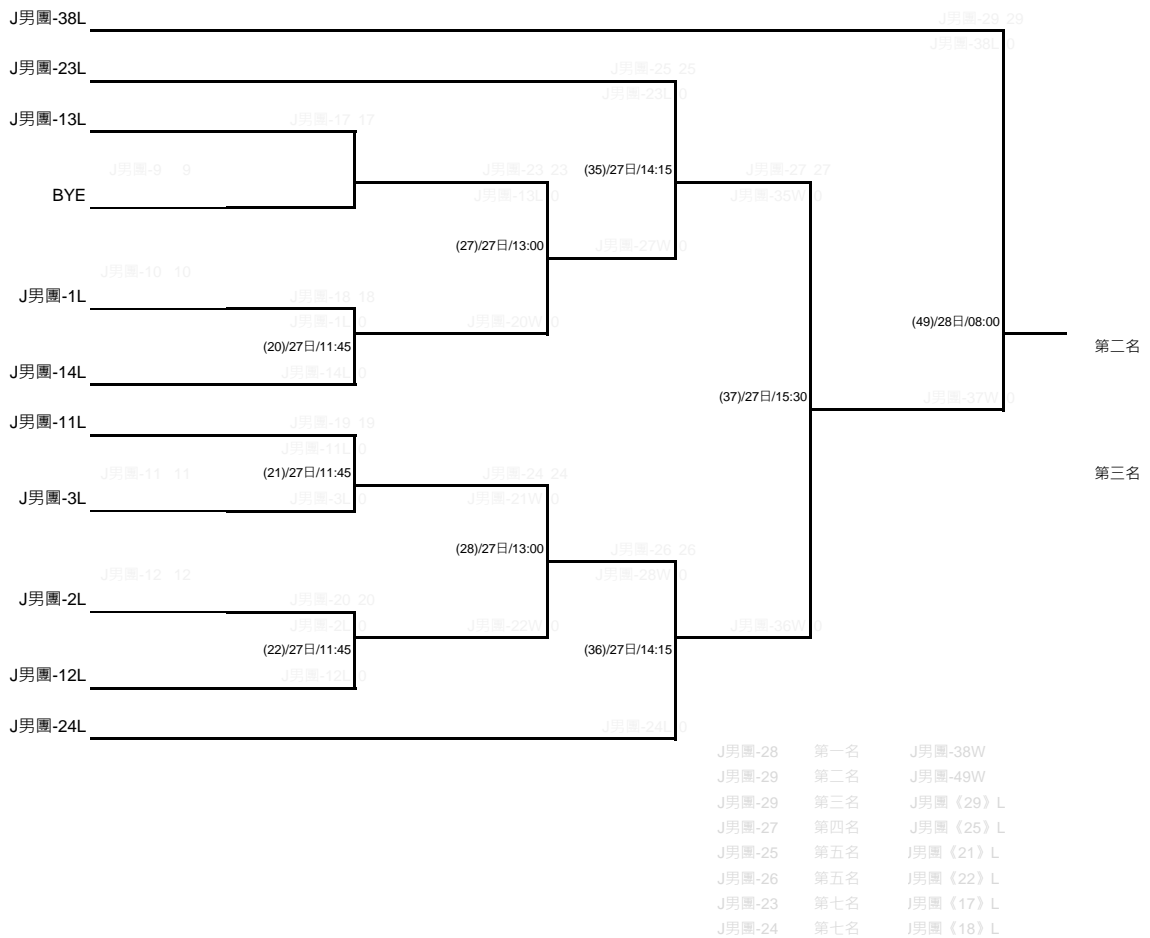 J男團-38L
J男團-29 29
J男團-38L 0
J男團-23L
J男團-25 25
J男團-23L 0
J男團-13L
J男團-17 17
J男團-9 9
J男團-23 23
(35)/27日/14:15
J男團-27 27
BYE
J男團-13L 0
J男團-35W 0
(27)/27日/13:00
J男團-27W 0
J男團-10 10
J男團-1L
J男團-18 18
J男團-1L 0
J男團-20W 0
(49)/28日/08:00
(20)/27日/11:45
第二名
J男團-14L
J男團-14L 0
(37)/27日/15:30
J男團-37W 0
J男團-11L
J男團-19 19
J男團-11L 0
J男團-11 11
(21)/27日/11:45
J男團-24 24
第三名
J男團-3L
J男團-3L 0
J男團-21W 0
(28)/27日/13:00
J男團-26 26
J男團-12 12
J男團-28W 0
J男團-2L
J男團-20 20
J男團-2L 0
J男團-22W 0
J男團-36W 0
(22)/27日/11:45
(36)/27日/14:15
J男團-12L
J男團-12L 0
J男團-24L
J男團-24L 0
J男團-28 第一名 J男團-38W
J男團-29 第二名 J男團-49W
J男團-29 第三名 J男團《29》L
J男團-27 第四名 J男團《25》L
J男團-25 第五名 J男團《21》L
J男團-26 第五名 J男團《22》L
J男團-23 第七名 J男團《17》L
J男團-24 第七名 J男團《18》L